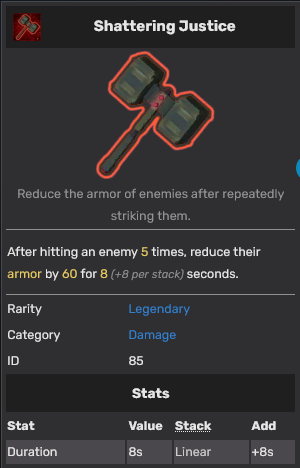 Shattering Justice
Reduce the armor of enemies after repeatedly
striking them.
After hitting an enemy 5 times, reduce their
armor by 60 for 8 (+8 per stack) seconds.
Rarity Legendary
Category Damage
ID 85
Stats
Stat Value Stack Add
Duration 8s Linear +8s